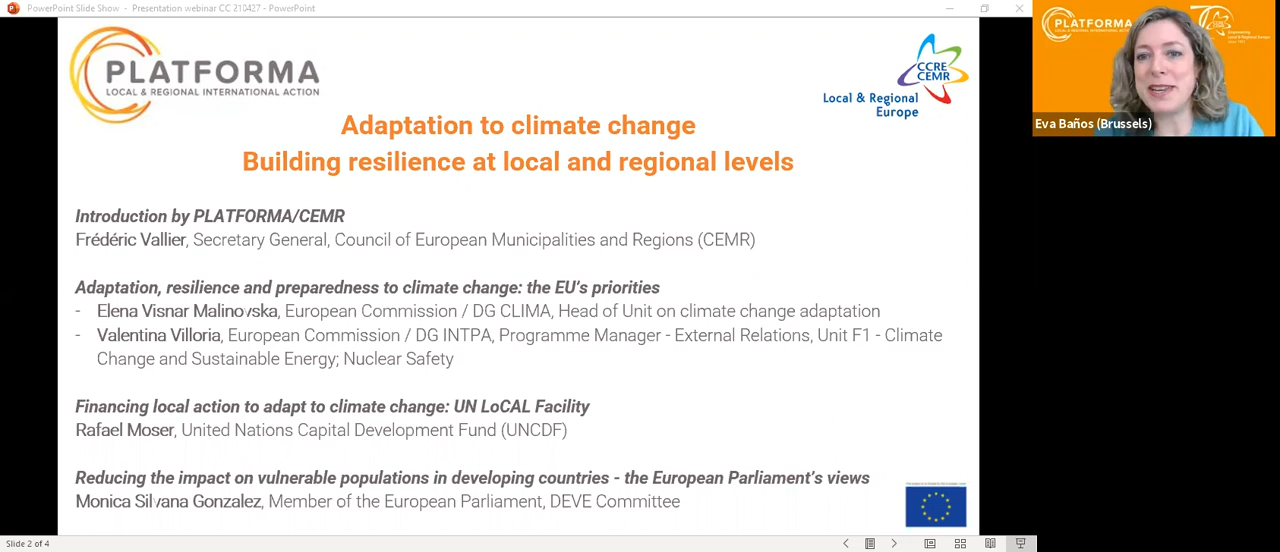 PowerPoint Slide Show - Presentation webinar CC 210427 - PowerPoint
PLATFORMA
LOCAL & REGIONAL INTERNATIONAL ACTION
CCRE
CEMR
Local & Regional
Europe
Adaptation to climate change
Building resilience at local and regional levels
Introduction by PLATFORMA/CEMR
Frédéric Vallier, Secretary General, Council of European Municipalities and Regions (CEMR)
Adaptation, resilience and preparedness to climate change: the EU's priorities
- Elena Visnar Malinovska, European Commission / DG CLIMA, Head of Unit on climate change adaptation
- Valentina Villoria, European Commission / DG INTPA, Programme Manager - External Relations, Unit F1 - Climate
Change and Sustainable Energy; Nuclear Safety
Financing local action to adapt to climate change: UN LoCAL Facility
Rafael Moser, United Nations Capital Development Fund (UNCDF)
Reducing the impact on vulnerable populations in developing countries - the European Parliament's views
Monica Silvana Gonzalez, Member of the European Parliament, DEVE Committee
Slide 2 of 4
PLATFORMA
Eva Baños (Brussels)